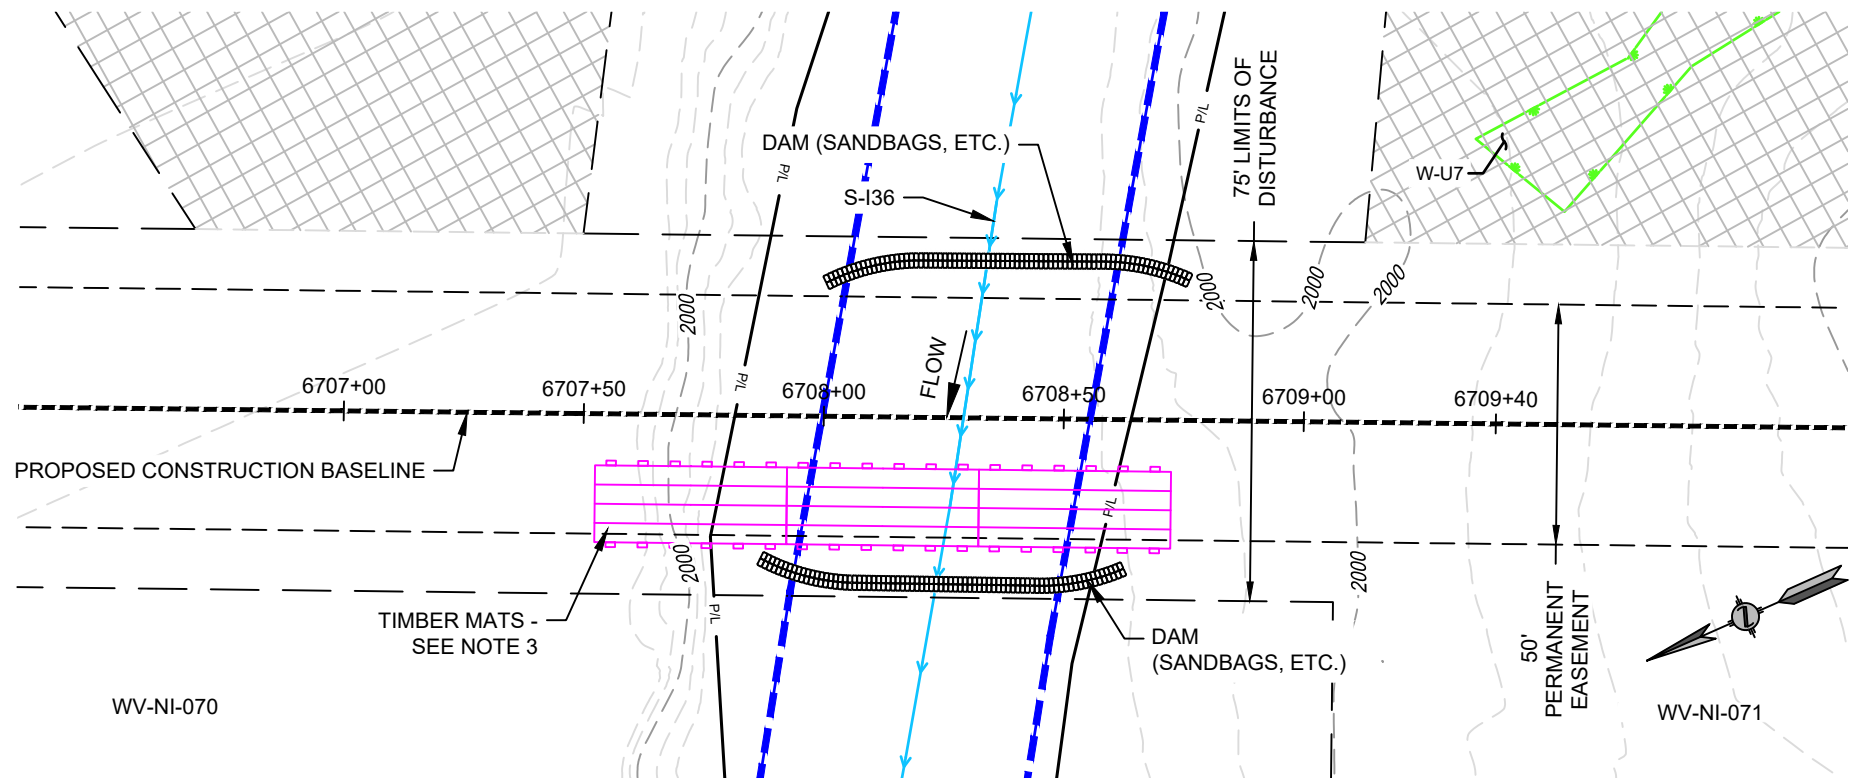 75' LIMITS OF
DISTURBANCE
P/L
P/L
DAM (SANDBAGS, ETC.)
S-I36
W-U7
2000
2000
2000
2000
FLOW
P/L
6707+00
6707+50
6708+00
6708+50
6709+00
6709+40
PROPOSED CONSTRUCTION BASELINE
P/L
2000
2000
P/L
TIMBER MATS -
SEE NOTE 3
DAM
(SANDBAGS, ETC.)
50'
PERMANENT
EASEMENT
Z
WV-NI-070
WV-NI-071